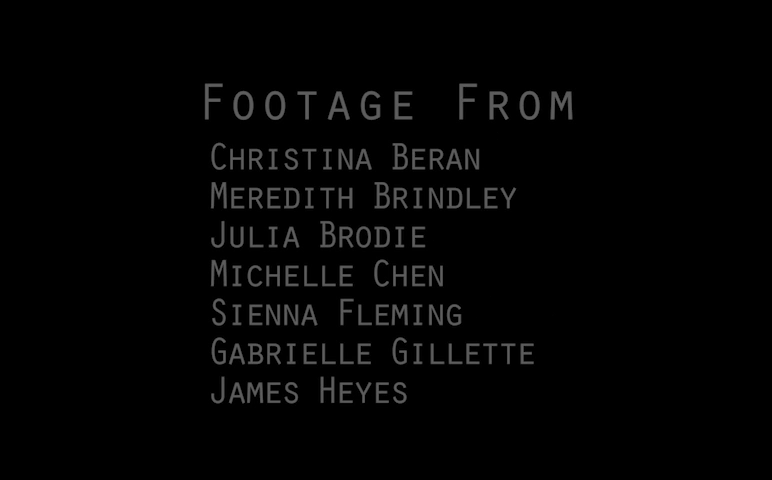 Footage From
Christina Beran
Meredith Brindley
Julia Brodie
Michelle Chen
Sienna Fleming
Gabrielle Gillette
James Heyes